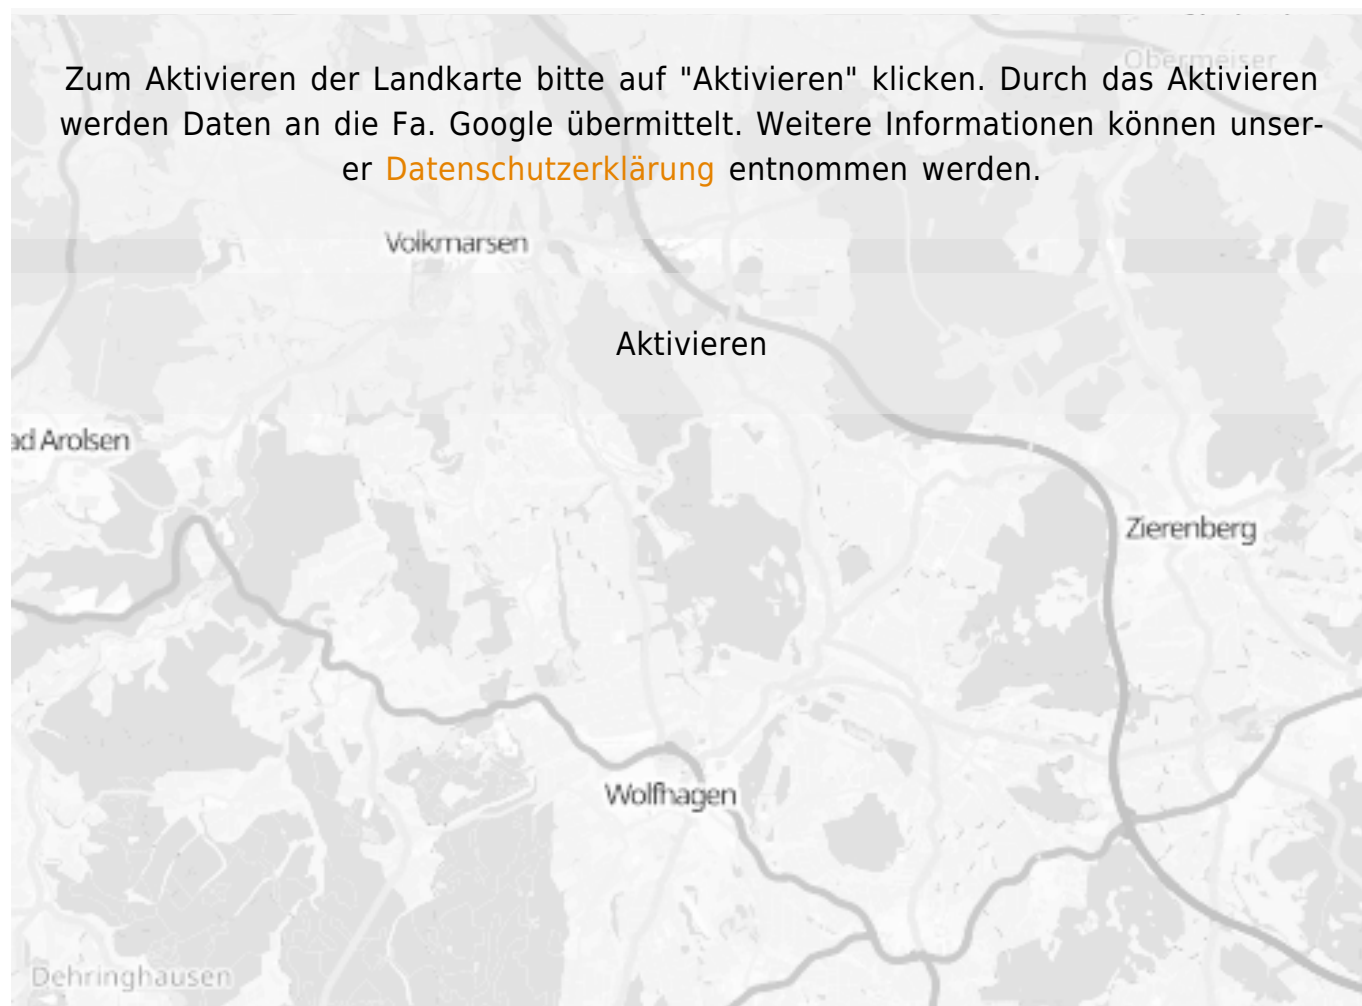 Obermeiser
Zum Aktivieren der Landkarte bitte auf "Aktivieren" klicken. Durch das Aktivieren
werden Daten an die Fa. Google übermittelt. Weitere Informationen können unser-
er Datenschutzerklärung entnommen werden.
Volkmarsen
Aktivieren
ad Arolsen
Zierenberg
Wolfhagen
Dehringhausen